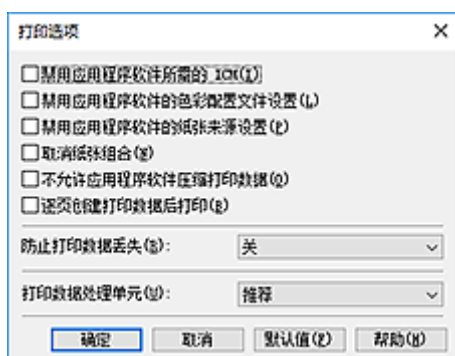 打印选项
禁用应用程序软件所需的 ICM(I)
禁用应用程序软件的色彩配置文件设置(L)
禁用应用程序软件的纸张来源设置(P)
取消纸张组合(N)
不允许应用程序软件压缩打印数据(O)
逐页创建打印数据后打印(R)
防止打印数据丢失(S): 关
打印数据处理单元(U): 推荐
确定 取消 默认值(F) 帮助(H)